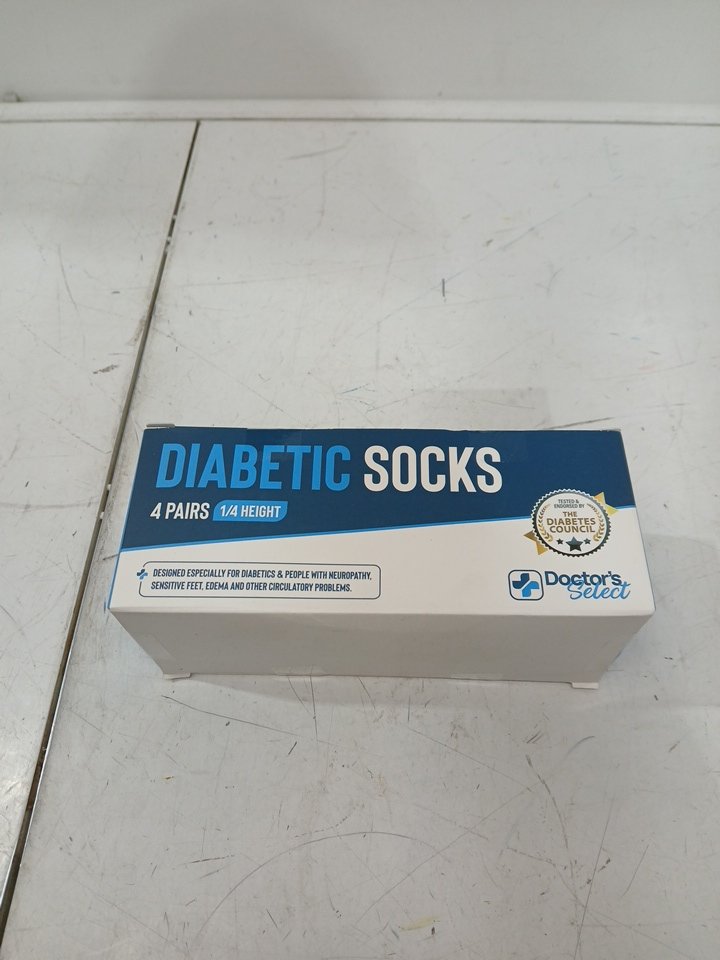 DIABETIC SOCKS
4 PAIRS 1/4 HEIGHT
TESTED &
ENDORSED BY
THE
DIABETES
COUNCIL
DESIGNED ESPECIALLY FOR DIABETICS & PEOPLE WITH NEUROPATHY,
SENSITIVE FEET, EDEMA AND OTHER CIRCULATORY PROBLEMS.
Doctor's
Select